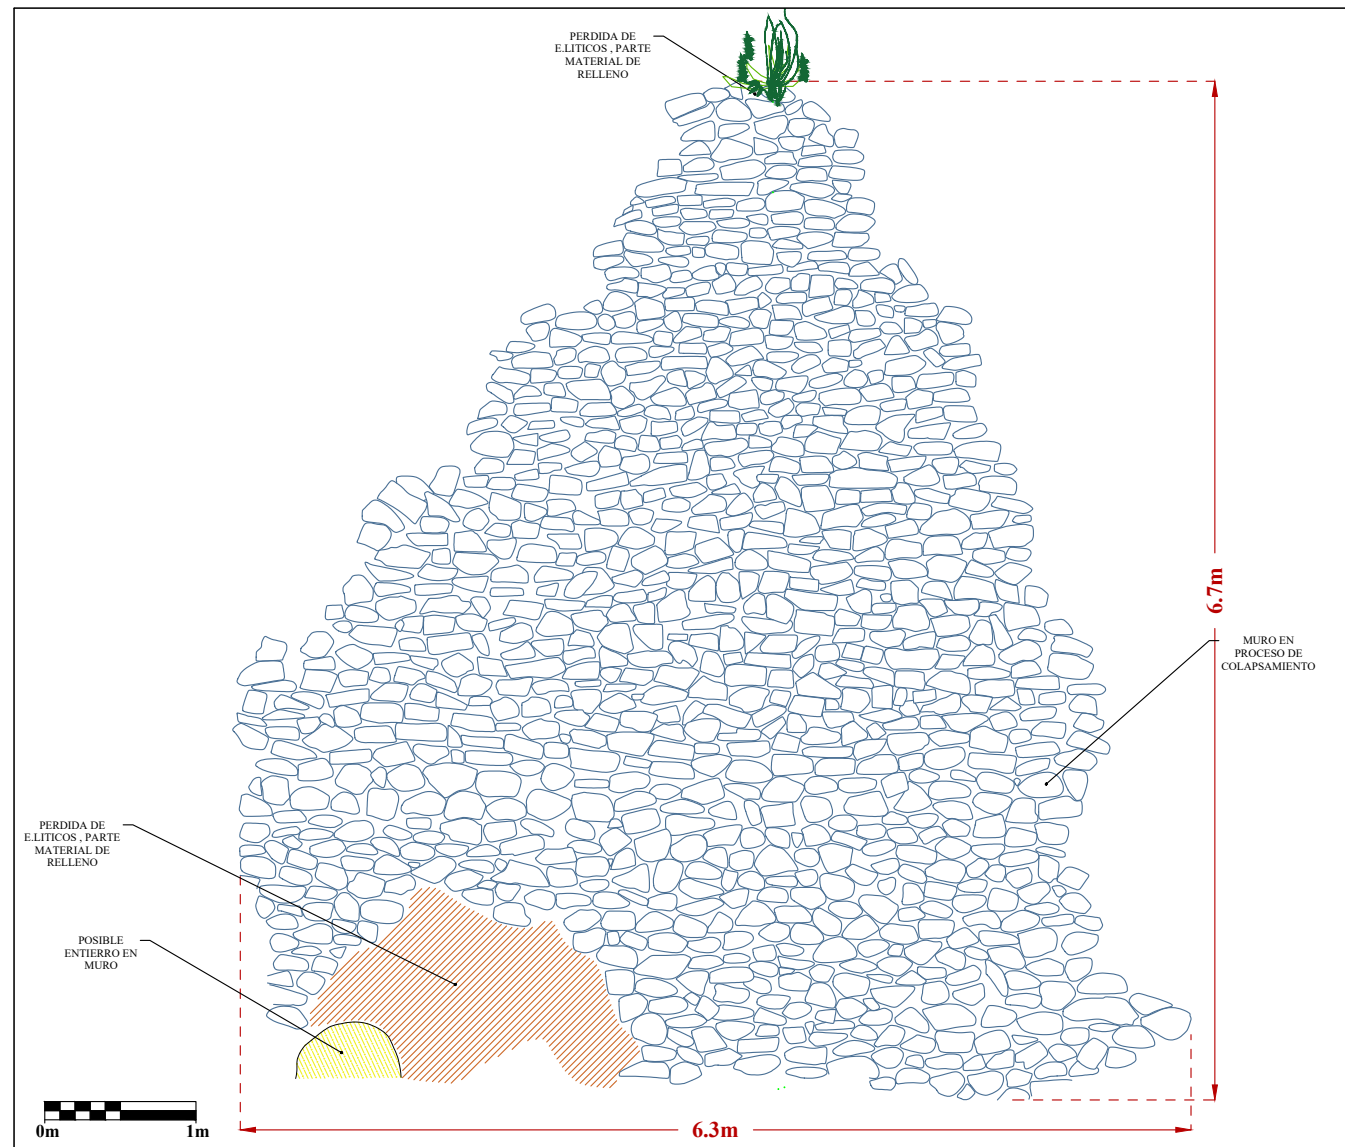 PERDIDA DE
E.LITICOS , PARTE
MATERIAL DE
RELLENO
6.7m
MURO EN
PROCESO DE
COLAPSAMIENTO
PERDIDA DE
E.LITICOS , PARTE
MATERIAL DE
RELLENO
POSIBLE
ENTIERRO EN
MURO
0m
1m
6.3m